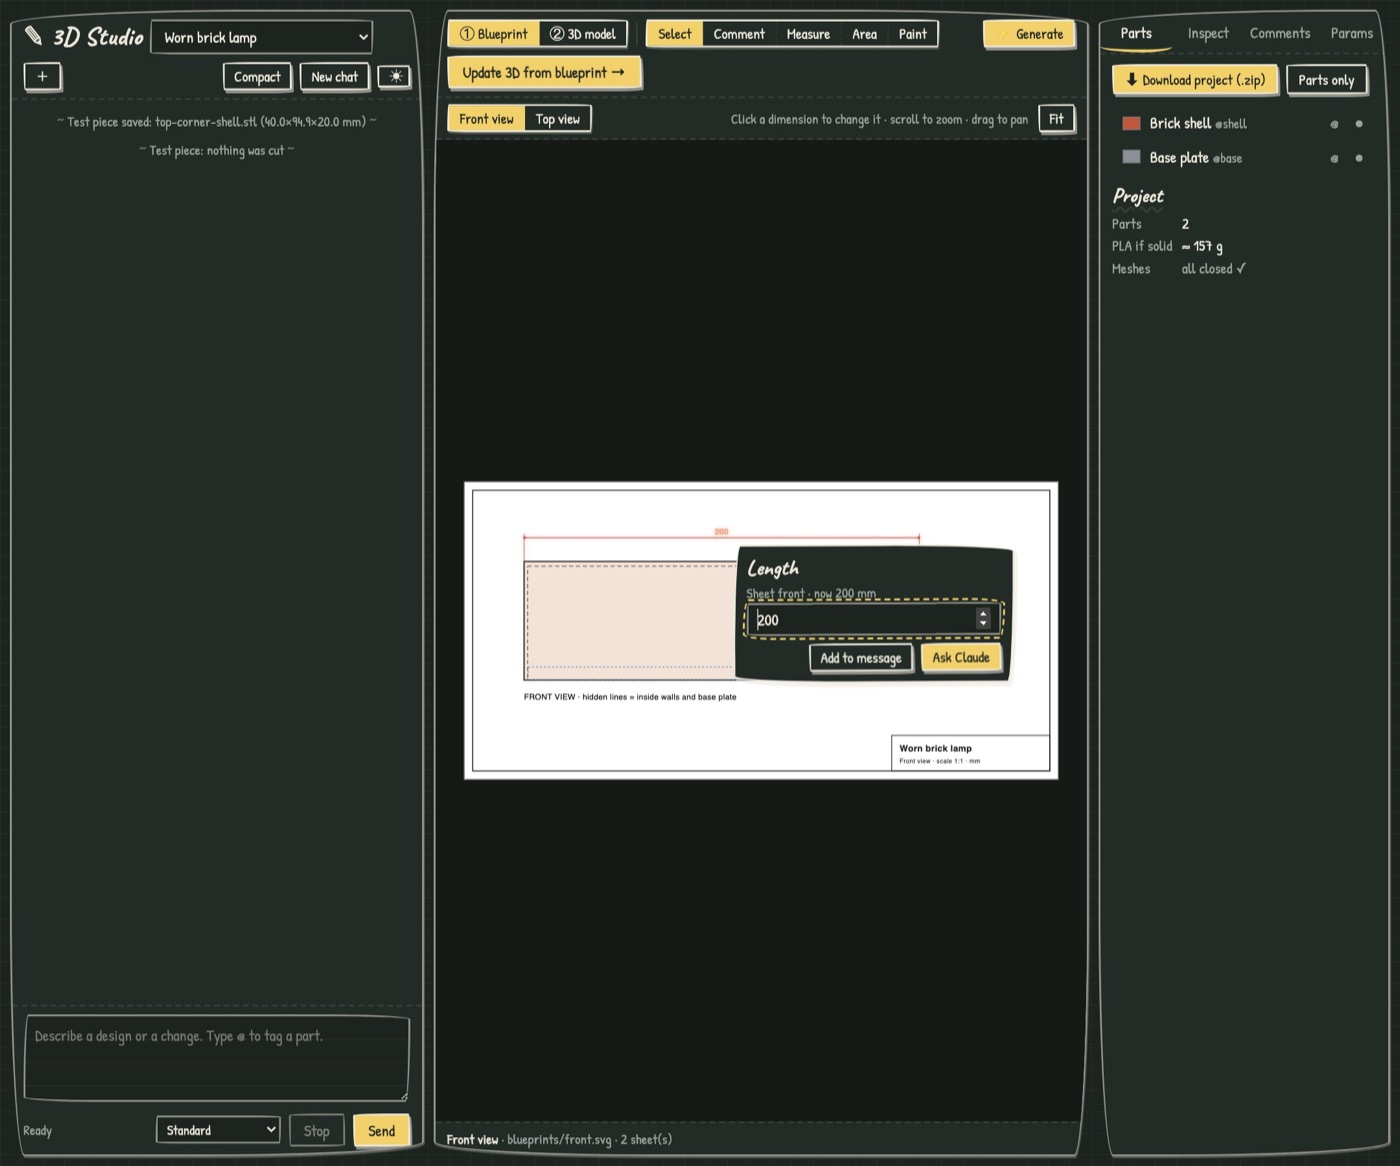 3D Studio
Worn brick lamp
+
Compact
New chat
~ Test piece saved: top-corner-shell.stl (40.0×94.9×20.0 mm) ~
~ Test piece: nothing was cut ~
Describe a design or a change. Type @ to tag a part.
Ready
Standard
Stop
Send
① Blueprint
② 3D model
Select
Comment
Measure
Area
Paint
Generate
Update 3D from blueprint →
Front view
Top view
Click a dimension to change it · scroll to zoom · drag to pan
Fit
200
Length
Sheet front · now 200 mm
200
Add to message
Ask Claude
FRONT VIEW · hidden lines = inside walls and base plate
Worn brick lamp
Front view · scale 1:1 · mm
Front view · blueprints/front.svg · 2 sheet(s)
Parts
Inspect
Comments
Params
⬇ Download project (.zip)
Parts only
Brick shell @shell
Base plate @base
Project
Parts 2
PLA if solid ≈ 157 g
Meshes all closed ✓